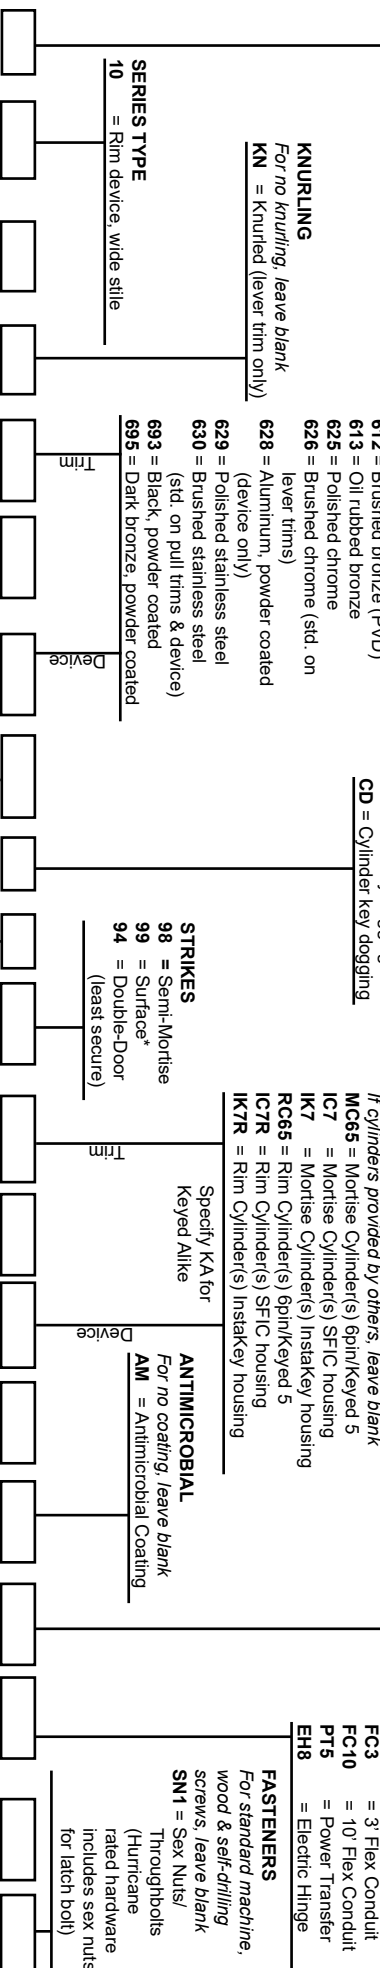 SERIES TYPE
10 = Rim device, wide stile
KNURLING
For no knurling, leave blank
KN = Knurled (lever trim only)
612 = Brushed bronze (PVD)
613 = Oil rubbed bronze
625 = Polished chrome
626 = Brushed chrome (std. on
lever trims)
628 = Aluminum, powder coated
(device only)
629 = Polished stainless steel
630 = Brushed stainless steel
(std. on pull trims & device)
693 = Black, powder coated
695 = Dark bronze, powder coated
Trim
Device
CD = Cylinder key dogging
STRIKES
98 = Semi-Mortise
99 = Surface*
94 = Double-Door
(least secure)
If cylinders provided by others, leave blank
MC65 = Mortise Cylinder(s) 6pin/Keyed 5
IC7 = Mortise Cylinder(s) SFIC housing
IK7 = Mortise Cylinder(s) InstaKey housing
RC65 = Rim Cylinder(s) 6pin/Keyed 5
IC7R = Rim Cylinder(s) SFIC housing
IK7R = Rim Cylinder(s) InstaKey housing
Specify KA for
Keyed Alike
Trim
Device
ANTIMICROBIAL
For no coating, leave blank
AM = Antimicrobial Coating
FC3 = 3' Flex Conduit
FC10 = 10' Flex Conduit
PT5 = Power Transfer
EH8 = Electric Hinge
FASTENERS
For standard machine,
wood & self-drilling
screws, leave blank
SN1 = Sex Nuts/
Throughbolts
(Hurricane
rated hardware
includes sex nuts
for latch bolt)